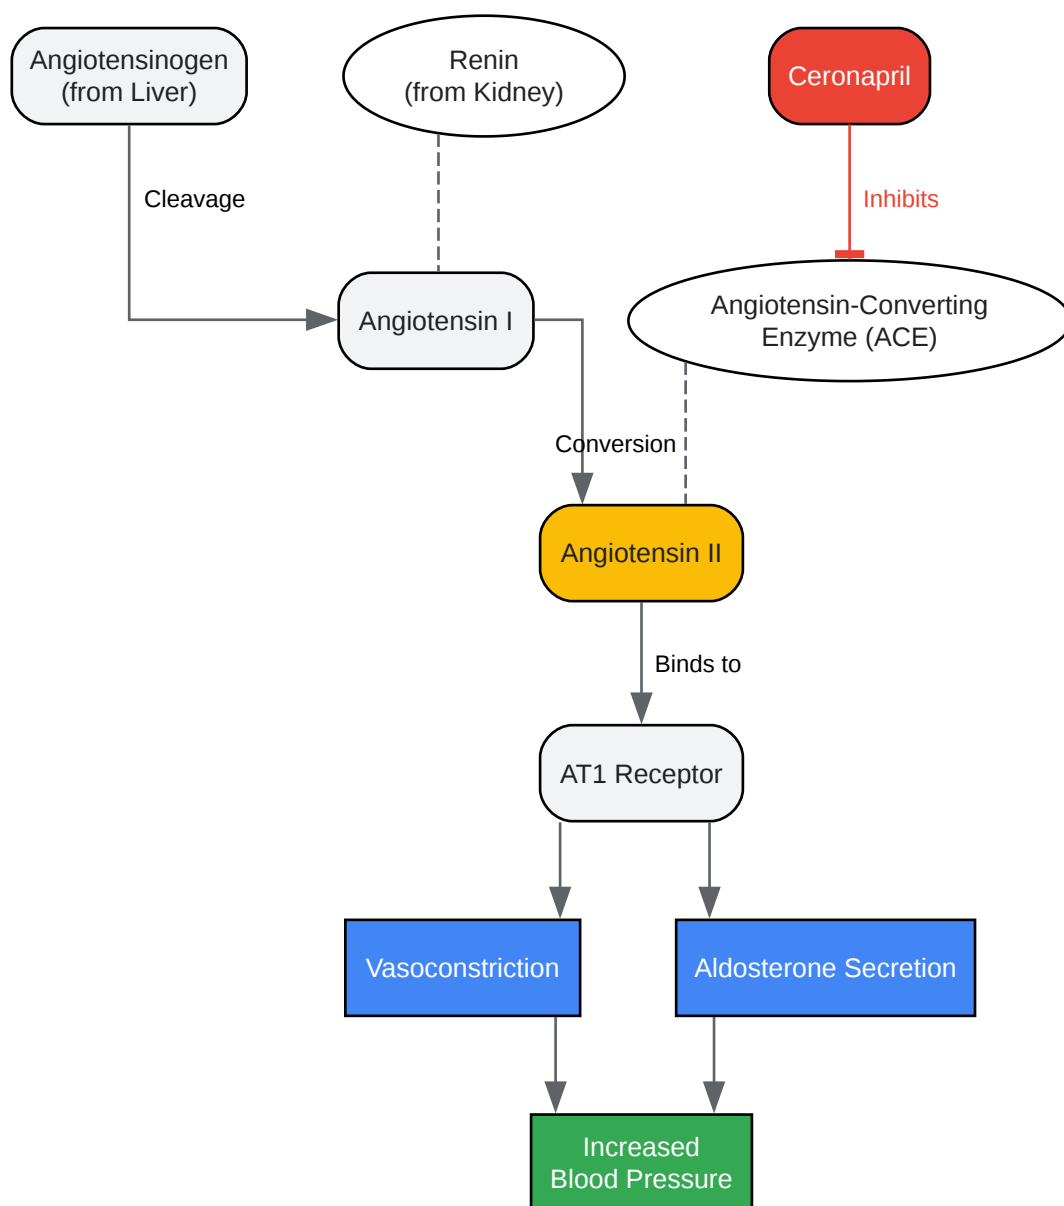 Angiotensinogen
(from Liver)
Renin
(from Kidney)
Ceronapril
Cleavage
Inhibits
Angiotensin I
Angiotensin-Converting
Enzyme (ACE)
Conversion
Angiotensin II
Binds to
AT1 Receptor
Vasoconstriction
Aldosterone Secretion
Increased
Blood Pressure